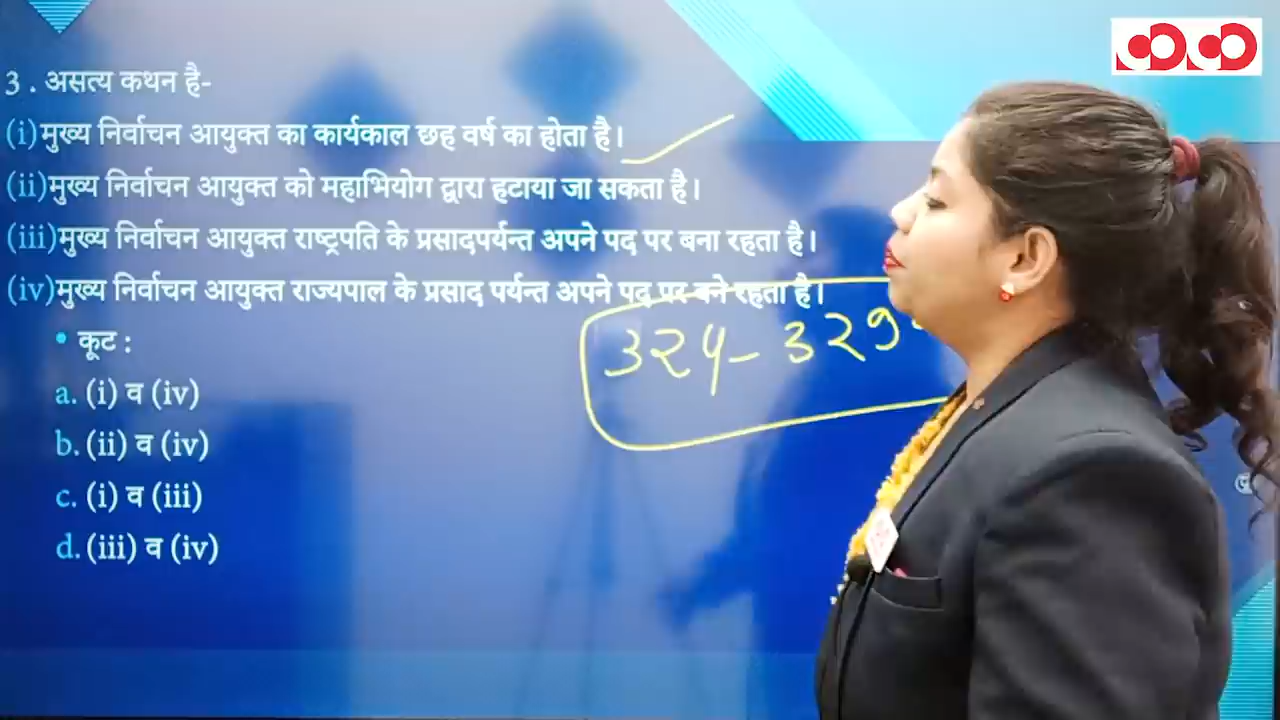 3 . असत्य कथन है-
(i)मुख्य निर्वाचन आयुक्त का कार्यकाल छह वर्ष का होता है।
(ii)मुख्य निर्वाचन आयुक्त को महाभियोग द्वारा हटाया जा सकता है।
(iii)मुख्य निर्वाचन आयुक्त राष्ट्रपति के प्रसादपर्यन्त अपने पद पर बना रहता है।
(iv)मुख्य निर्वाचन आयुक्त राज्यपाल के प्रसाद पर्यन्त अपने पद पर बने रहता है।
324-329
• कूट :
a. (i) व (iv)
b. (ii) व (iv)
c. (i) व (iii)
d. (iii) व (iv)